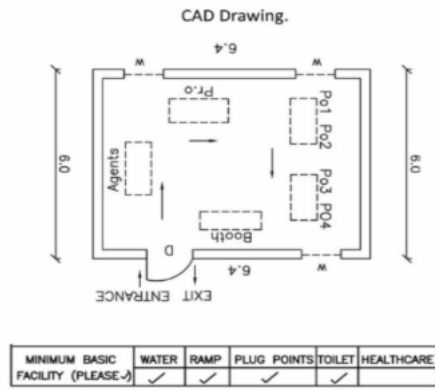 CAD Drawing.
W
W
6.4
Pr.o
Po1
Po2
6.0
6.0
Agents
Po3
PO4
Booth
D
W
6.4
ENTRANCE
EXIT
MINIMUM BASIC FACILITY (PLEASE✓)
WATER
RAMP
PLUG POINTS
TOILET
HEALTHCARE
✓
✓
✓
✓